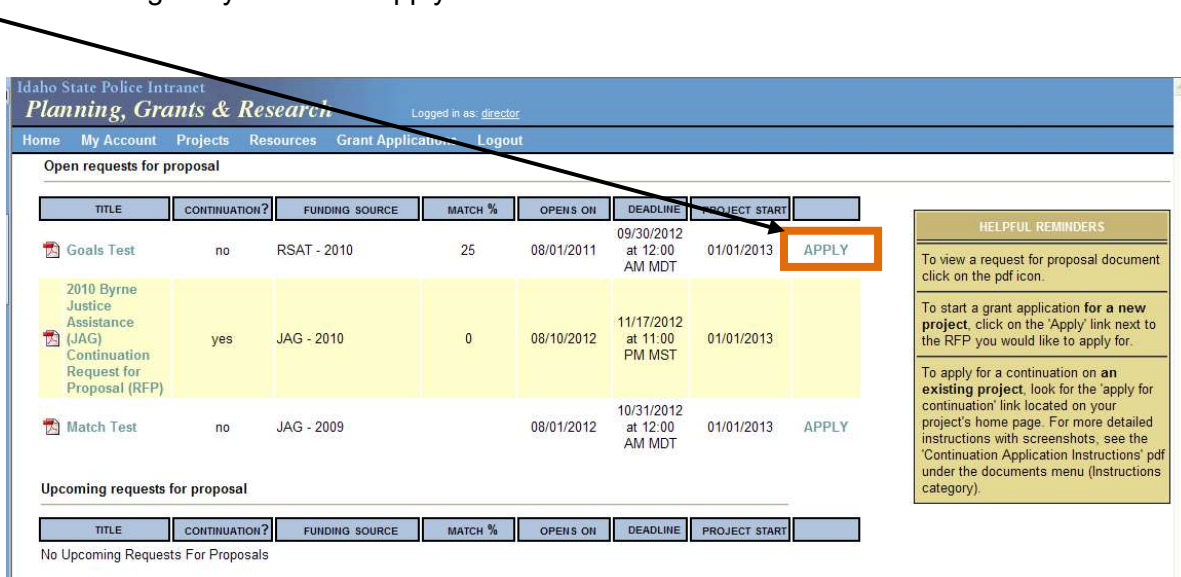 Idaho State Police Intranet
Planning, Grants & Research
Logged in as: director
Home My Account Projects Resources Grant Applications Logout
Open requests for proposal
TITLE CONTINUATION? FUNDING SOURCE MATCH % OPENS ON DEADLINE PROJECT START
Goals Test no RSAT - 2010 25 08/01/2011 09/30/2012 at 12:00 AM MDT 01/01/2013 APPLY
2010 Byrne
Justice
Assistance
(JAG)
Continuation
Request for
Proposal (RFP)
yes JAG - 2010 0 08/10/2012 11/17/2012 at 11:00 PM MST 01/01/2013
Match Test no JAG - 2009 08/01/2012 10/31/2012 at 12:00 AM MDT 01/01/2013 APPLY
Upcoming requests for proposal
TITLE CONTINUATION? FUNDING SOURCE MATCH % OPENS ON DEADLINE PROJECT START
No Upcoming Requests For Proposals
HELPFUL REMINDERS
To view a request for proposal document
click on the pdf icon.
To start a grant application for a new
project, click on the 'Apply' link next to
the RFP you would like to apply for.
To apply for a continuation on an
existing project, look for the 'apply for
continuation' link located on your
project's home page. For more detailed
instructions with screenshots, see the
'Continuation Application Instructions' pdf
under the documents menu (Instructions
category).